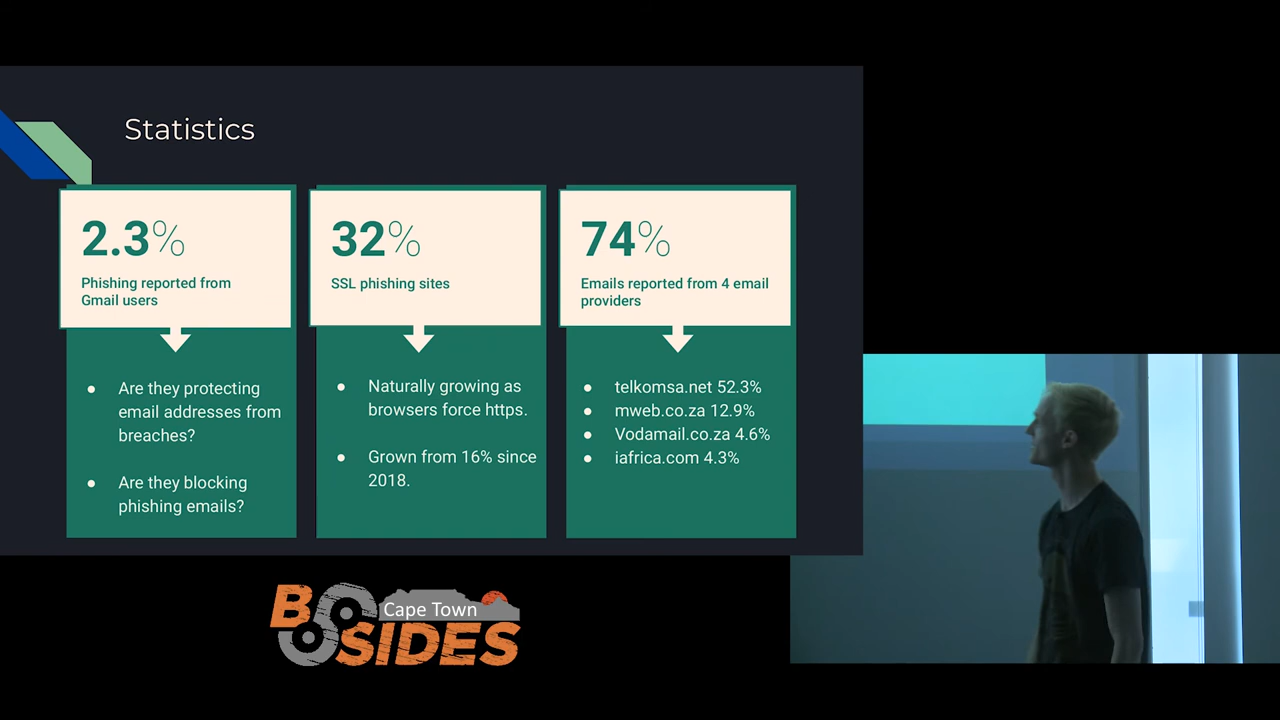 Statistics
2.3%
Phishing reported from
Gmail users
● Are they protecting
email addresses from
breaches?
● Are they blocking
phishing emails?
32%
SSL phishing sites
● Naturally growing as
browsers force https.
● Grown from 16% since
2018.
74%
Emails reported from 4 email
providers
● telkomsa.net 52.3%
● mweb.co.za 12.9%
● Vodamail.co.za 4.6%
● iafrica.com 4.3%
B
Cape Town
SIDES